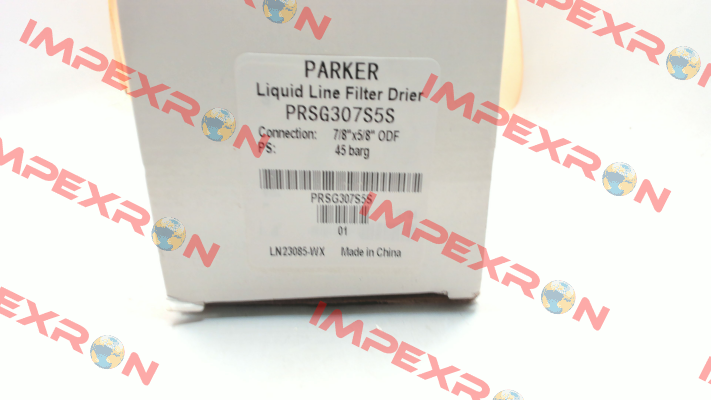 PARKER
Liquid Line Filter Drier
PRSG307S5S
Connection: 7/8"x5/8" ODF
PS: 45 barg
PRSG307S5S
01
LN23085-WX Made in China
IMPEXRON
IMPEXRON
IMPEXRON
IMPEXRON
IMPEXRON
IMPEXRON
IMPEXRON